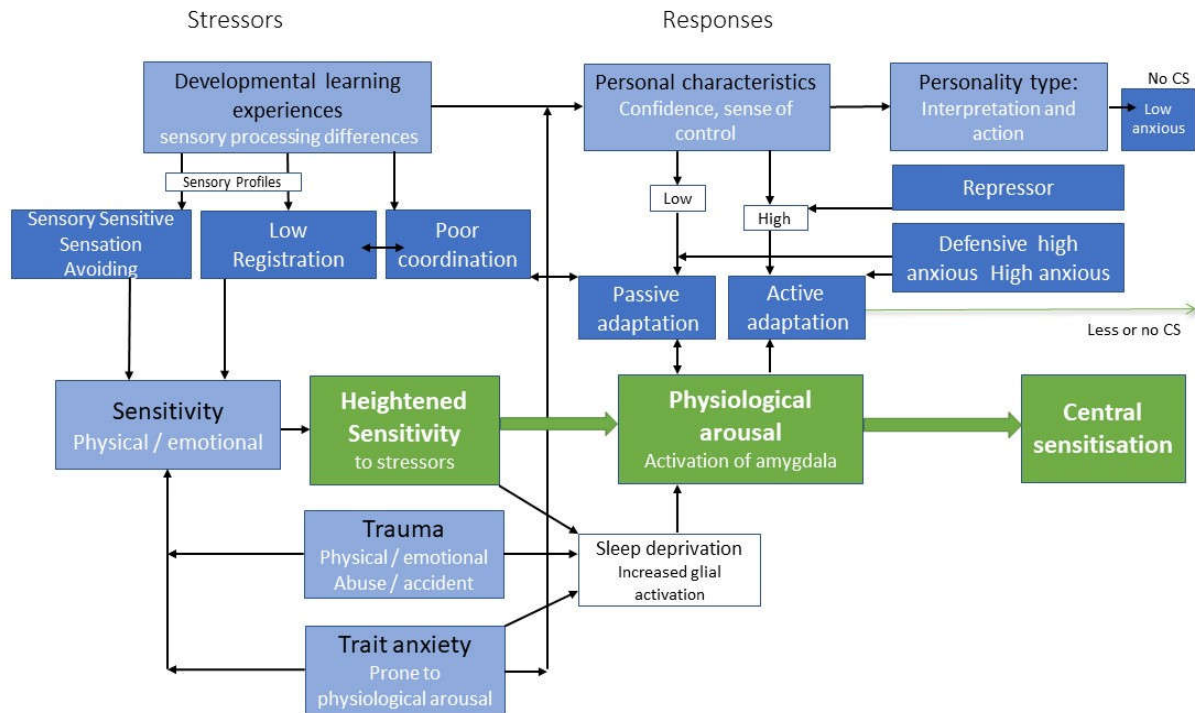 Stressors
Responses
Developmental learning
experiences
sensory processing differences
Personal characteristics
Confidence, sense of
control
Personality type:
Interpretation and
action
No CS
Low
anxious
Sensory Profiles
Low
High
Repressor
Sensory Sensitive
Sensation
Avoiding
Low
Registration
Poor
coordination
Defensive high
anxious High anxious
Passive
adaptation
Active
adaptation
Less or no CS
Sensitivity
Physical / emotional
Heightened
Sensitivity
to stressors
Physiological
arousal
Activation of amygdala
Central
sensitisation
Trauma
Physical / emotional
Abuse / accident
Sleep deprivation
Increased glial
activation
Trait anxiety
Prone to
physiological arousal